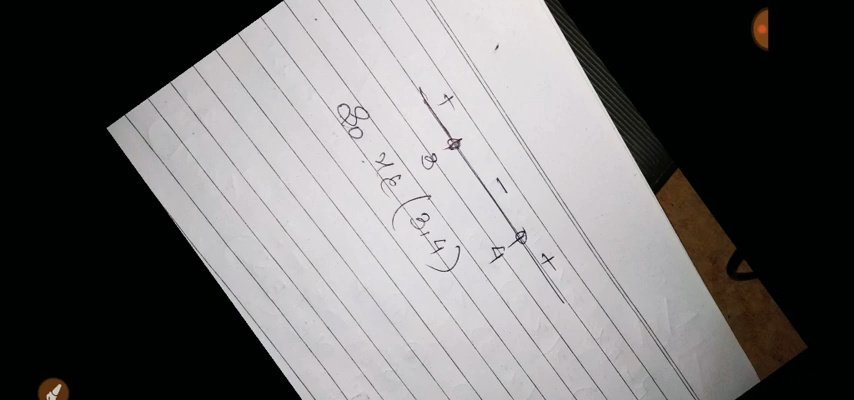 + - +
3 4
So x ∈ (3,4)